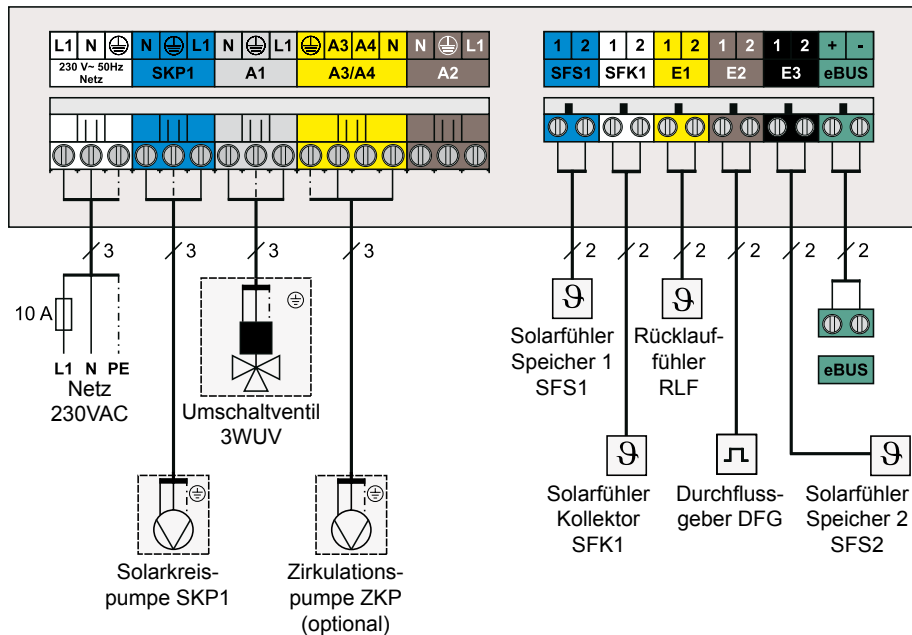 L1 N N L1 N L1 A3 A4 N N L1
230 V~ 50Hz
Netz
SKP1 A1 A3/A4 A2
1 2 1 2 1 2 1 2 1 2 + -
SFS1 SFK1 E1 E2 E3 eBUS
3 3 3 3 2 2 2 2 2 2
10 A
L1 N PE
Netz
230VAC
Umschaltventil
3WUV
Solarfühler
Speicher 1
SFS1
Rücklauf-
fühler
RLF
eBUS
Solarfühler
Kollektor
SFK1
Durchfluss-
geber DFG
Solarfühler
Speicher 2
SFS2
Solarkreis-
pumpe SKP1
Zirkulations-
pumpe ZKP
(optional)